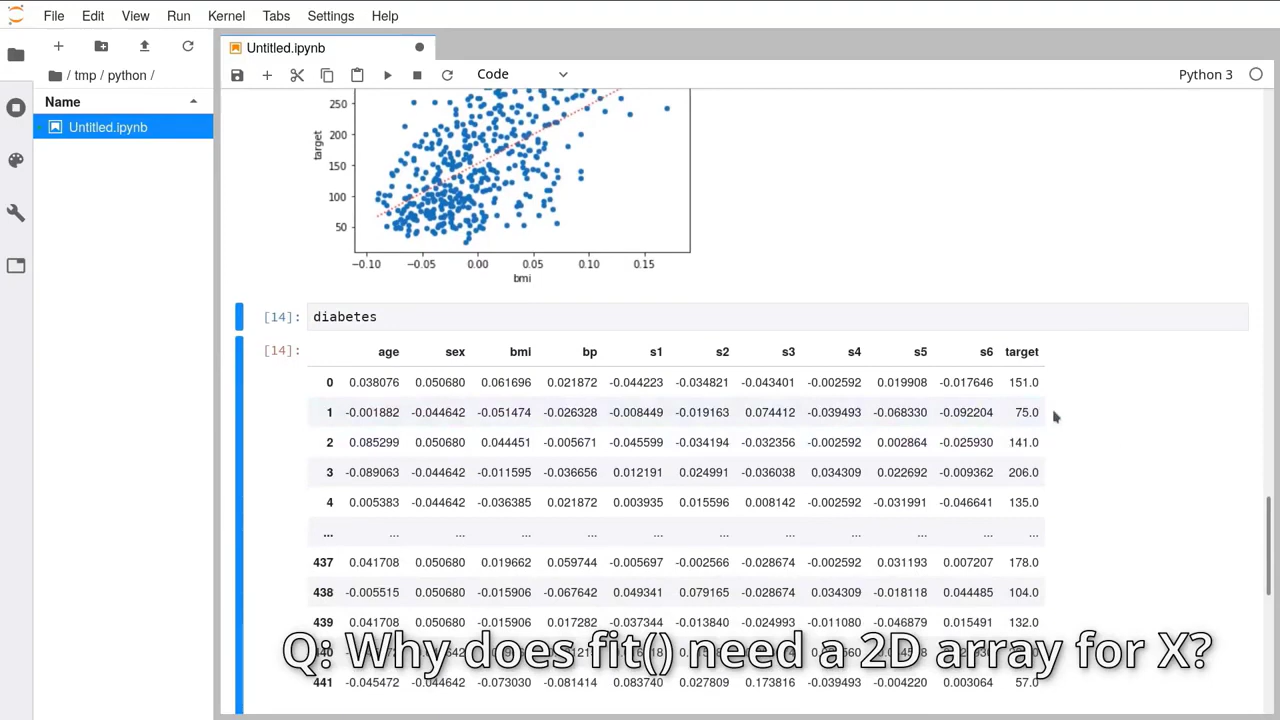 File Edit View Run Kernel Tabs Settings Help
Untitled.ipynb
Code
Python 3
/ tmp / python /
Name
Untitled.ipynb
250
200
150
100
50
target
−0.10 −0.05 0.00 0.05 0.10 0.15
bmi
[14]: diabetes
[14]:
age sex bmi bp s1 s2 s3 s4 s5 s6 target
0 0.038076 0.050680 0.061696 0.021872 -0.044223 -0.034821 -0.043401 -0.002592 0.019908 -0.017646 151.0
1 -0.001882 -0.044642 -0.051474 -0.026328 -0.008449 -0.019163 0.074412 -0.039493 -0.068330 -0.092204 75.0
2 0.085299 0.050680 0.044451 -0.005671 -0.045599 -0.034194 -0.032356 -0.002592 0.002864 -0.025930 141.0
3 -0.089063 -0.044642 -0.011595 -0.036656 0.012191 0.024991 -0.036038 0.034309 0.022692 -0.009362 206.0
4 0.005383 -0.044642 -0.036385 0.021872 0.003935 0.015596 0.008142 -0.002592 -0.031991 -0.046641 135.0
... ... ... ... ... ... ... ... ... ... ... ...
437 0.041708 0.050680 0.019662 0.059744 -0.005697 -0.002566 -0.028674 -0.002592 0.031193 0.007207 178.0
438 -0.005515 0.050680 -0.015906 -0.067642 0.049341 0.079165 -0.028674 0.034309 -0.018118 0.044485 104.0
439 0.041708 0.050680 -0.015906 0.017282 -0.037344 -0.013840 -0.024993 -0.011080 -0.046879 0.015491 132.0
Q: Why does fit() need a 2D array for X?
441 -0.045472 -0.044642 -0.073030 -0.081414 0.083740 0.027809 0.173816 -0.039493 -0.004220 0.003064 57.0